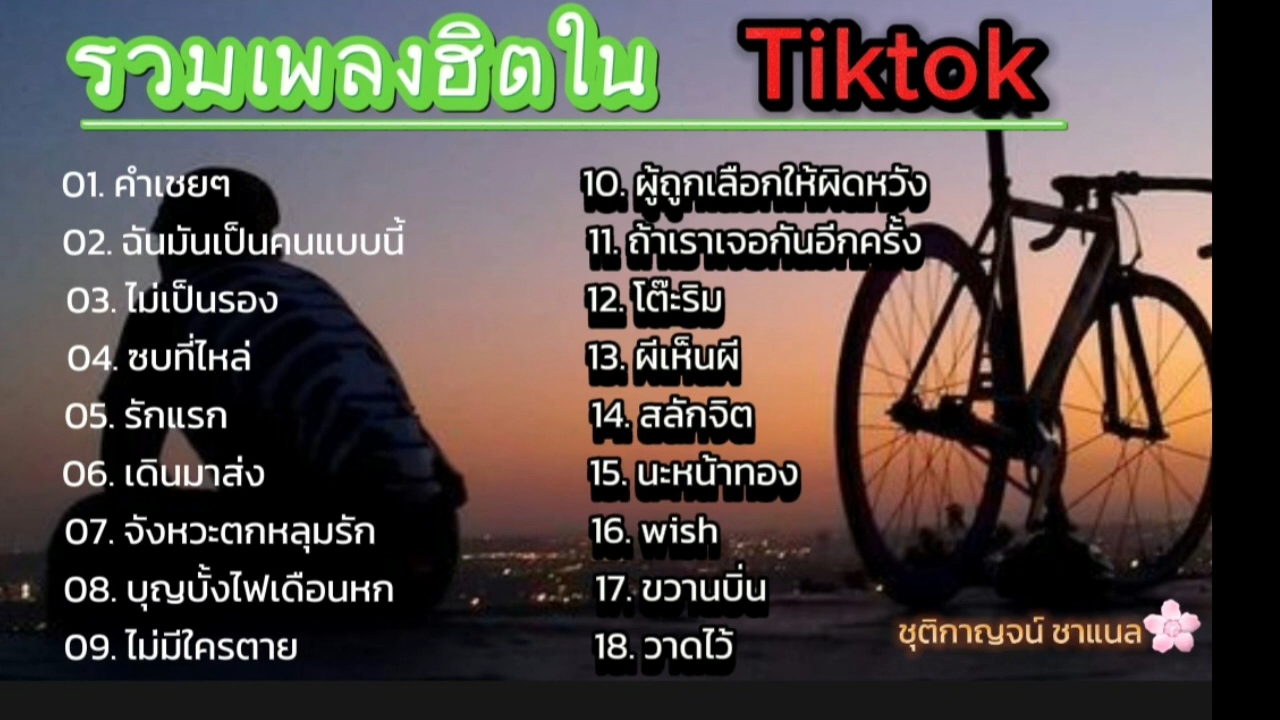 รวมเพลงฮิตใน Tiktok
01. คำเชยๆ
02. ฉันมันเป็นคนแบบนี้
03. ไม่เป็นรอง
04. ซบที่ไหล่
05. รักแรก
06. เดินมาส่ง
07. จังหวะตกหลุมรัก
08. บุญบั้งไฟเดือนหก
09. ไม่มีใครตาย
10. ผู้ถูกเลือกให้ผิดหวัง
11. ถ้าเราเจอกันอีกครั้ง
12. โต๊ะริม
13. ผีเห็นผี
14. สลักจิต
15. นะหน้าทอง
16. wish
17. ขวานบิ่น
18. วาดไว้
ชุติกาญจน์ ชาแนล